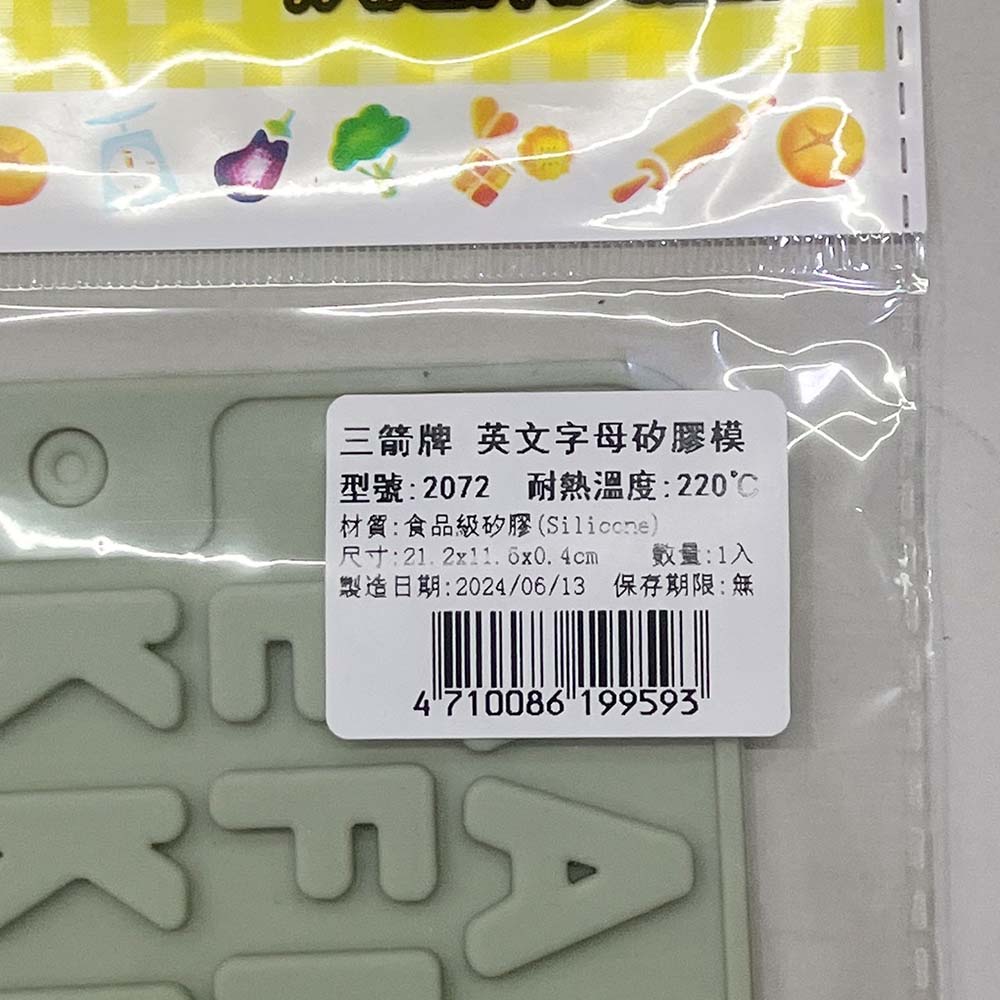 三箭牌 英文字母矽膠模
型號:2072 耐熱溫度:220℃
材質:食品級矽膠(Silicone)
尺寸:21.2x11.5x0.4cm 數量:1入
製造日期:2024/06/13 保存期限:無
4 710086 199593
K E
K F A